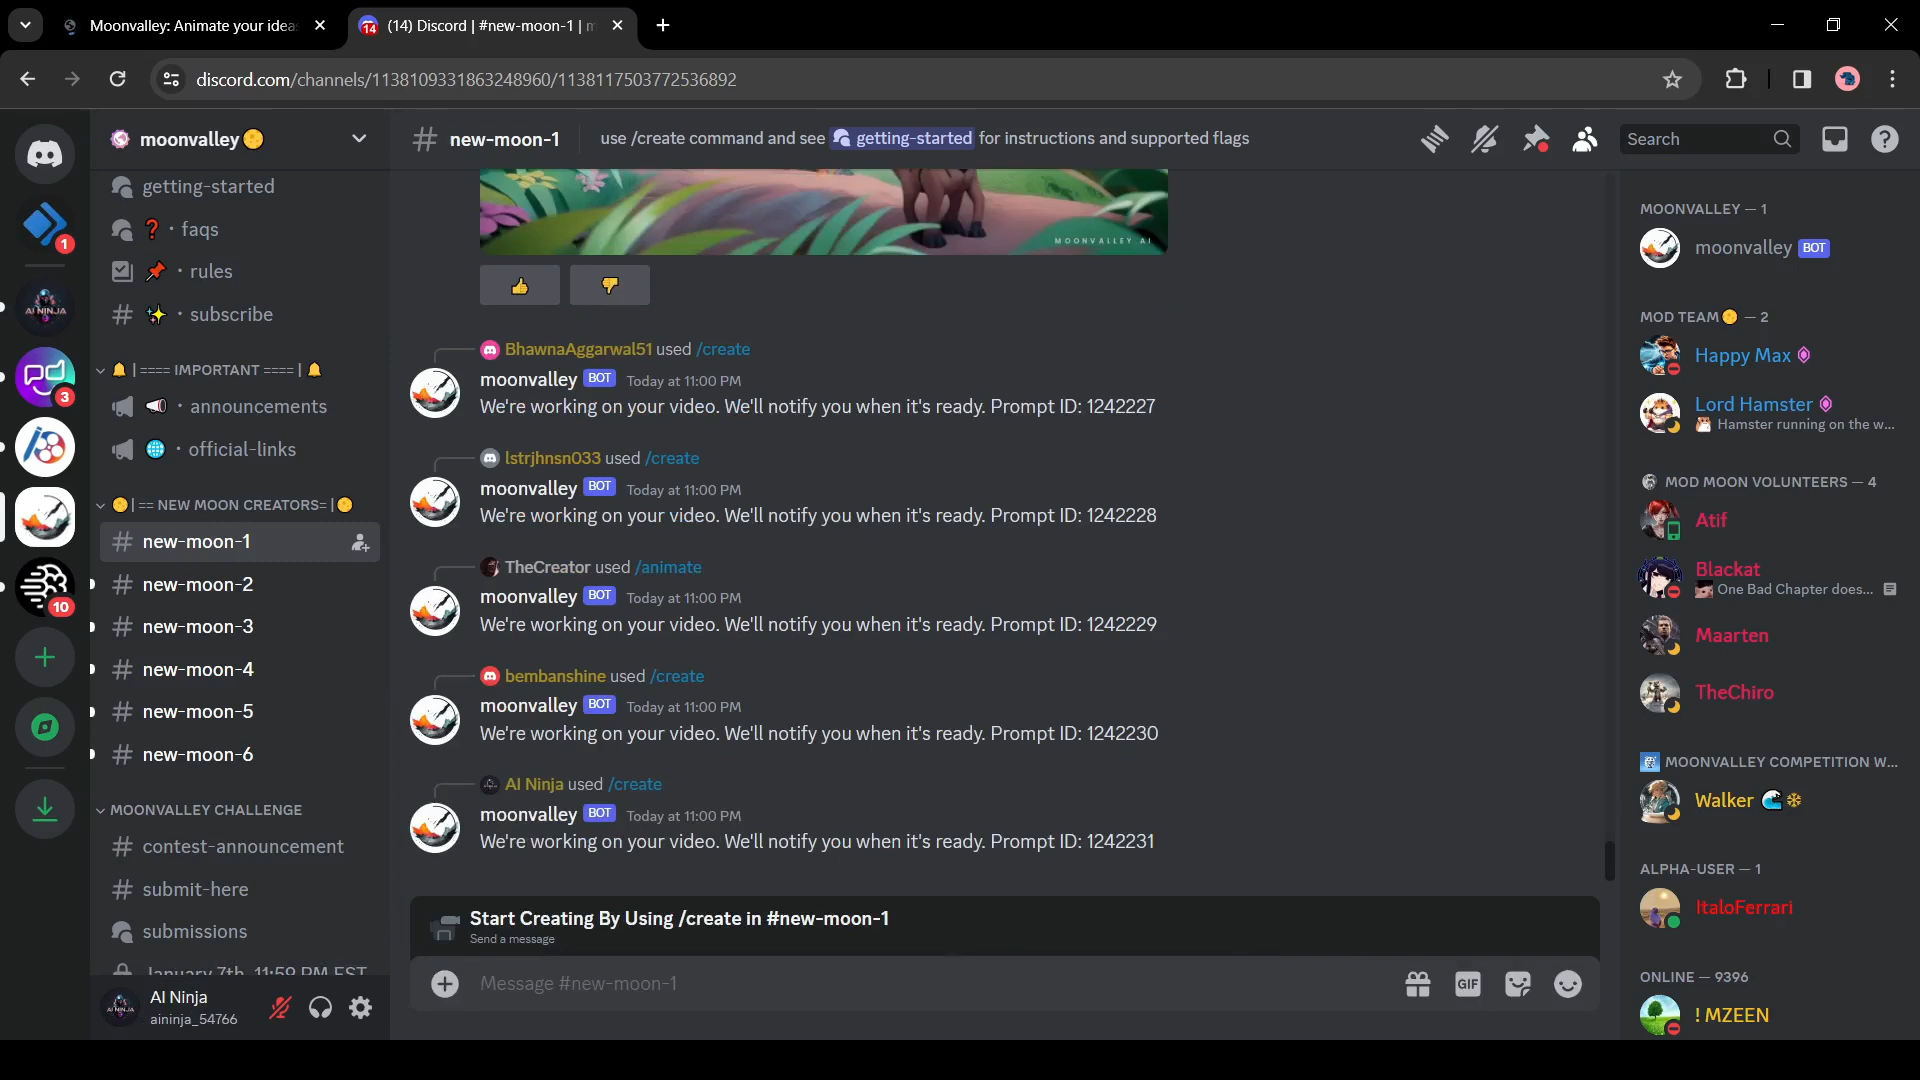 Moonvalley: Animate your idea
(14) Discord | #new-moon-1 | m
discord.com/channels/1138109331863248960/1138117503772536892
moonvalley
new-moon-1
use /create command and see getting-started for instructions and supported flags
Search
1
3
10
AI NINJA
getting-started
faqs
rules
subscribe
|==== IMPORTANT ====|
announcements
official-links
|== NEW MOON CREATORS=|
new-moon-1
new-moon-2
new-moon-3
new-moon-4
new-moon-5
new-moon-6
MOONVALLEY CHALLENGE
contest-announcement
submit-here
submissions
January 7th, 11:59 PM EST
AI Ninja
aininja_54766
MOONVALLEY.AI
BhawnaAggarwal51 used /create
moonvalley BOT Today at 11:00 PM
We're working on your video. We'll notify you when it's ready. Prompt ID: 1242227
lstrjhnsn033 used /create
moonvalley BOT Today at 11:00 PM
We're working on your video. We'll notify you when it's ready. Prompt ID: 1242228
TheCreator used /animate
moonvalley BOT Today at 11:00 PM
We're working on your video. We'll notify you when it's ready. Prompt ID: 1242229
bembanshine used /create
moonvalley BOT Today at 11:00 PM
We're working on your video. We'll notify you when it's ready. Prompt ID: 1242230
AI Ninja used /create
moonvalley BOT Today at 11:00 PM
We're working on your video. We'll notify you when it's ready. Prompt ID: 1242231
Start Creating By Using /create in #new-moon-1
Send a message
Message #new-moon-1
GIF
MOONVALLEY — 1
moonvalley BOT
MOD TEAM — 2
Happy Max
Lord Hamster
Hamster running on the w...
MOD MOON VOLUNTEERS — 4
Atif
Blackat
One Bad Chapter does...
Maarten
TheChiro
MOONVALLEY COMPETITION W...
Walker
ALPHA-USER — 1
ItaloFerrari
ONLINE — 9396
! MZEEN